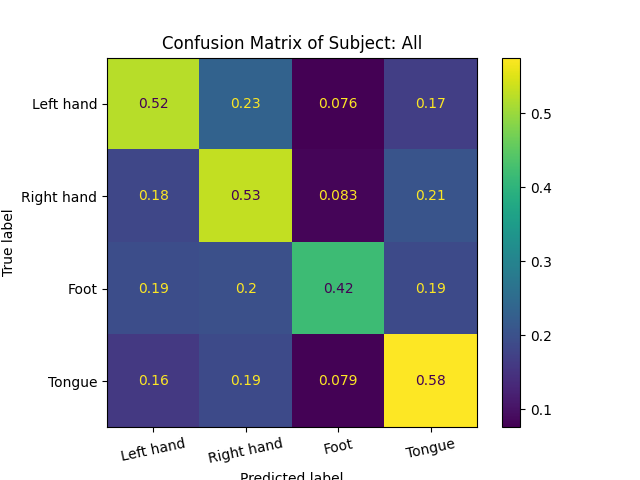 Confusion Matrix of Subject: All
Left hand 0.52 0.23 0.076 0.17
Right hand 0.18 0.53 0.083 0.21
Foot 0.19 0.2 0.42 0.19
Tongue 0.16 0.19 0.079 0.58
Left hand Right hand Foot Tongue
Predicted label
True label
0.5
0.4
0.3
0.2
0.1